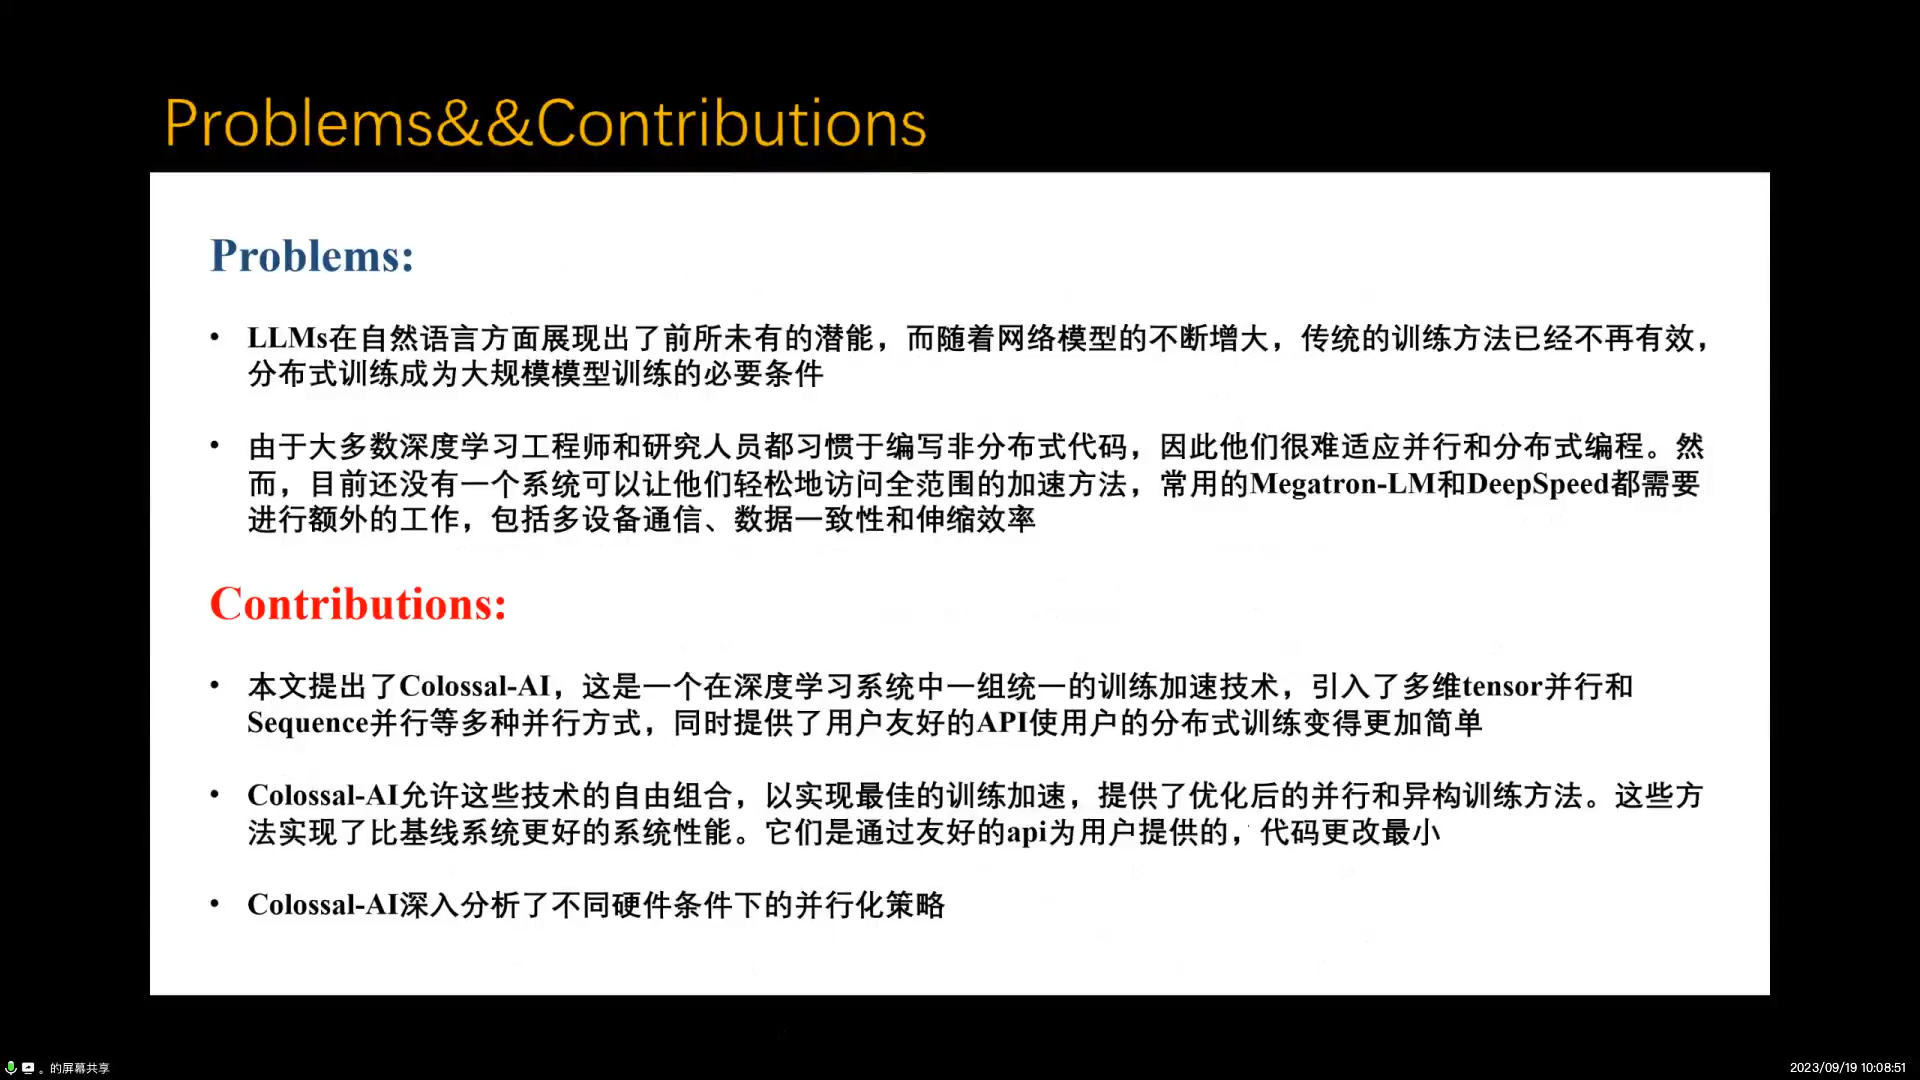 Problems&&Contributions
Problems:
• LLMs在自然语言方面展现出了前所未有的潜能，而随着网络模型的不断增大，传统的训练方法已经不再有效，
分布式训练成为大规模模型训练的必要条件
• 由于大多数深度学习工程师和研究人员都习惯于编写非分布式代码，因此他们很难适应并行和分布式编程。然
而，目前还没有一个系统可以让他们轻松地访问全范围的加速方法，常用的Megatron-LM和DeepSpeed都需要
进行额外的工作，包括多设备通信、数据一致性和伸缩效率
Contributions:
• 本文提出了Colossal-AI，这是一个在深度学习系统中一组统一的训练加速技术，引入了多维tensor并行和
Sequence并行等多种并行方式，同时提供了用户友好的API使用户的分布式训练变得更加简单
• Colossal-AI允许这些技术的自由组合，以实现最佳的训练加速，提供了优化后的并行和异构训练方法。这些方
法实现了比基线系统更好的系统性能。它们是通过友好的api为用户提供的，代码更改最小
• Colossal-AI深入分析了不同硬件条件下的并行化策略
。的屏幕共享
2023/09/19 10:08:51